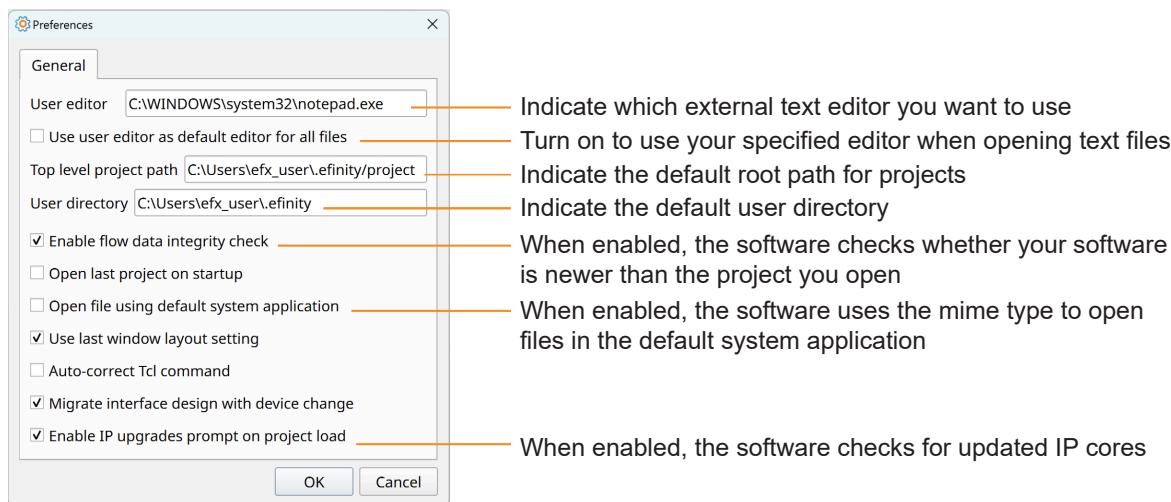 Preferences
General
User editor C:\WINDOWS\system32\notepad.exe Indicate which external text editor you want to use
Use user editor as default editor for all files Turn on to use your specified editor when opening text files
Top level project path C:\Users\efx_user\.efinity/project Indicate the default root path for projects
User directory C:\Users\efx_user\.efinity Indicate the default user directory
Enable flow data integrity check When enabled, the software checks whether your software
is newer than the project you open
Open last project on startup
Open file using default system application When enabled, the software uses the mime type to open
files in the default system application
Use last window layout setting
Auto-correct Tcl command
Migrate interface design with device change
Enable IP upgrades prompt on project load When enabled, the software checks for updated IP cores
OK Cancel